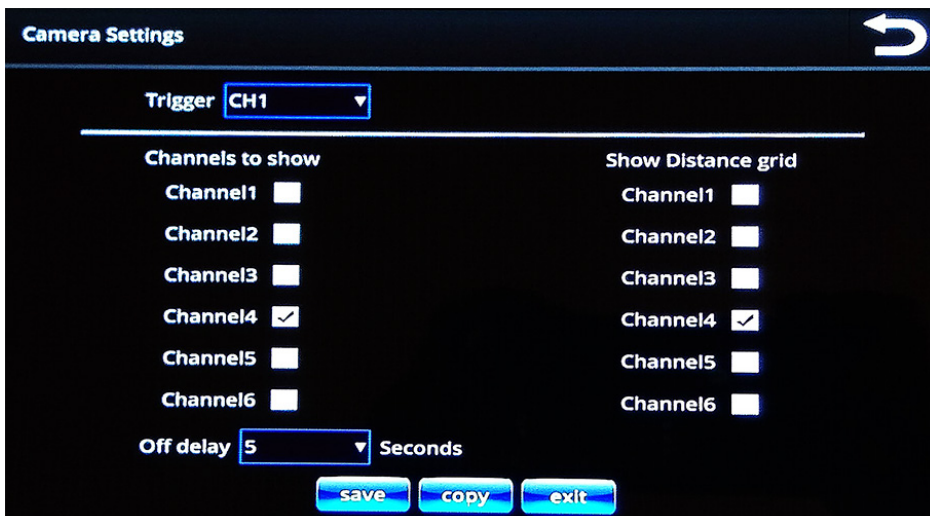 Camera Settings
Trigger CH1
Channels to show
Channel1
Channel2
Channel3
Channel4
Channel5
Channel6
Show Distance grid
Channel1
Channel2
Channel3
Channel4
Channel5
Channel6
Off delay 5 Seconds
save copy exit